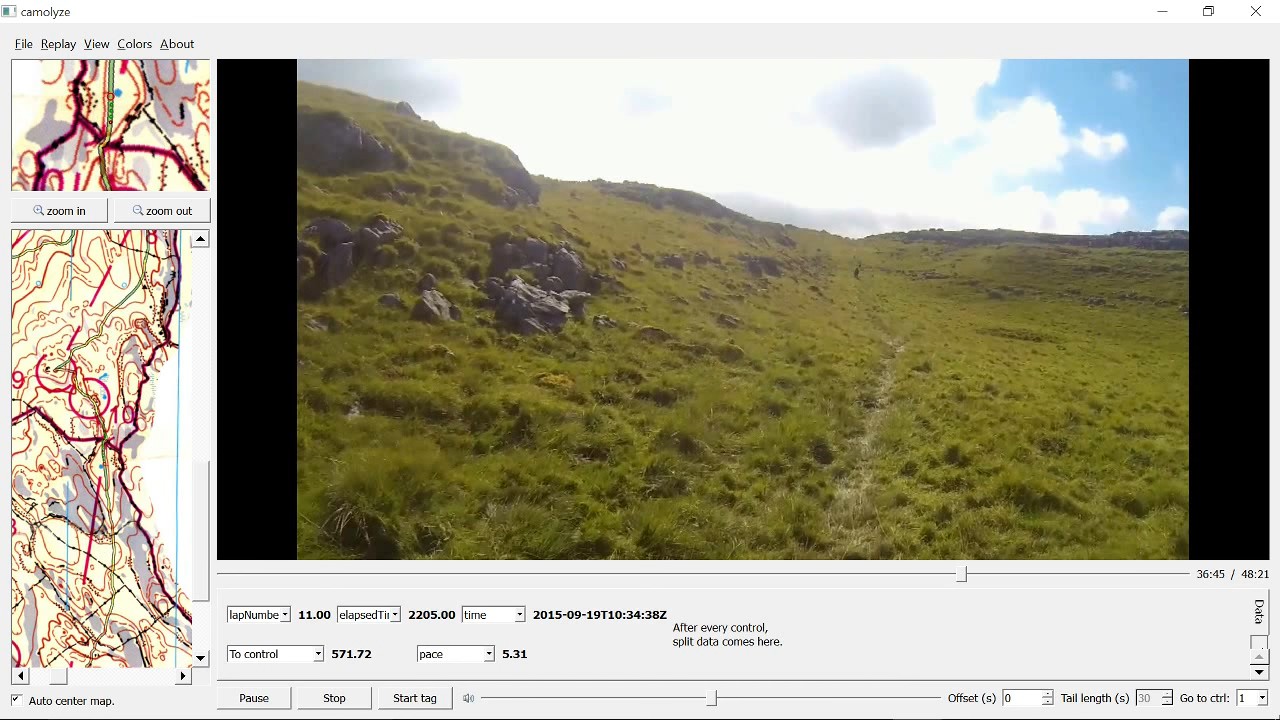 camolyze
File Replay View Colors About
zoom in zoom out
9
10
36:45 / 48:21
lapNumbe 11.00 elapsedTi 2205.00 time 2015-09-19T10:34:38Z
After every control,
split data comes here.
To control 571.72 pace 5.31
Data
Auto center map.
Pause Stop Start tag Offset (s) 0 Tail length (s) 30 Go to ctrl: 1